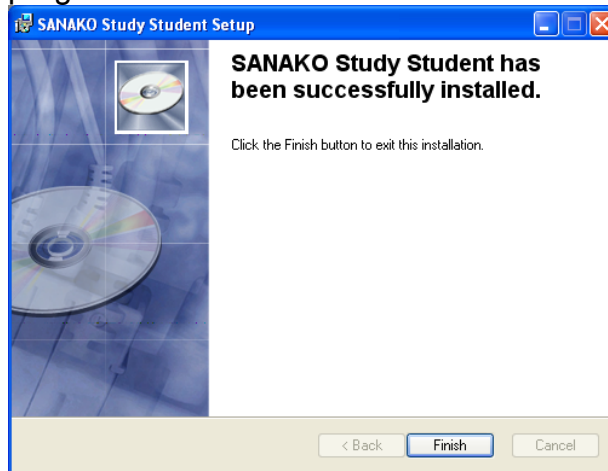 SANAKO Study Student Setup
SANAKO Study Student has
been successfully installed.
Click the Finish button to exit this installation.
< Back
Finish
Cancel